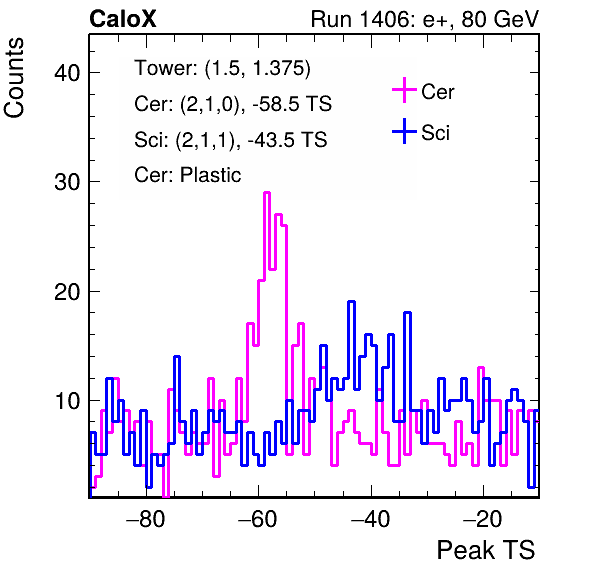 CaloX Run 1406: e+, 80 GeV
Counts
Tower: (1.5, 1.375)
Cer: (2,1,0), -58.5 TS
Sci: (2,1,1), -43.5 TS
Cer: Plastic
Cer
Sci
40
30
20
10
−80 −60 −40 −20
Peak TS